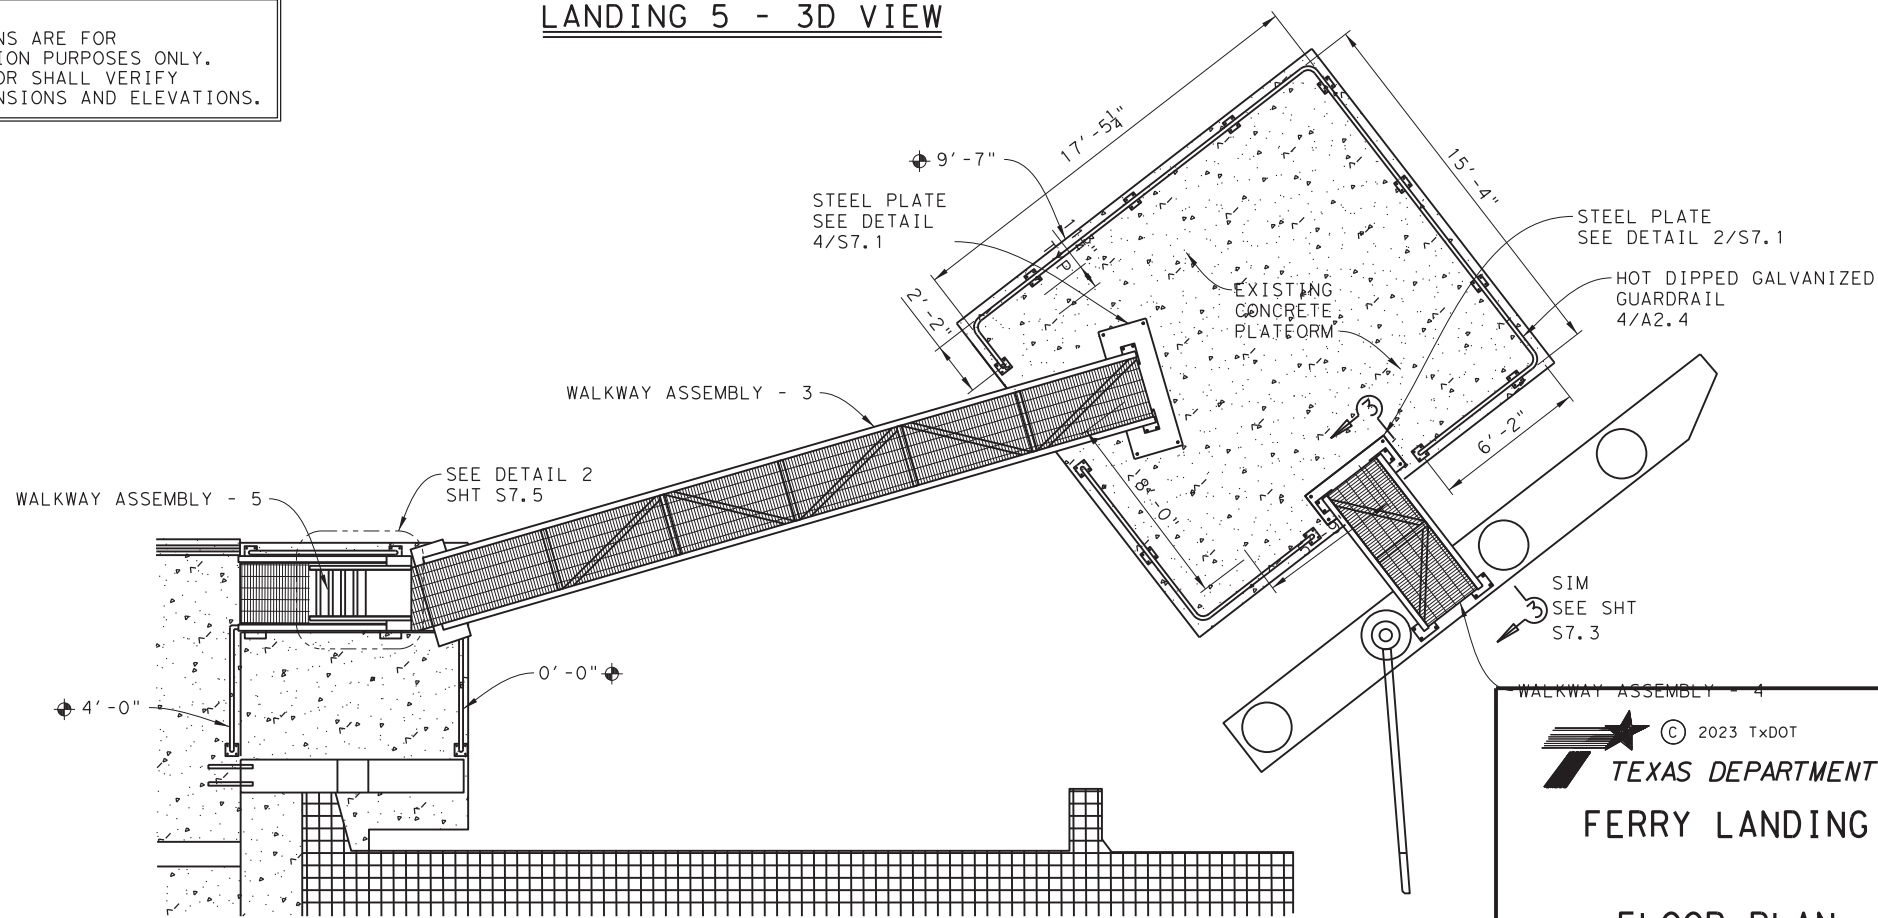 LANDING 5 - 3D VIEW
NS ARE FOR
ION PURPOSES ONLY.
OR SHALL VERIFY
NSIONS AND ELEVATIONS.
17'-5¼"
15'-4"
9'-7"
STEEL PLATE
SEE DETAIL
4/S7.1
2'-2"
STEEL PLATE
SEE DETAIL 2/S7.1
HOT DIPPED GALVANIZED
GUARDRAIL
4/A2.4
EXISTING
CONCRETE
PLATFORM
WALKWAY ASSEMBLY - 3
3
6'-2"
SEE DETAIL 2
SHT S7.5
WALKWAY ASSEMBLY - 5
8'-0"
3
SIM
SEE SHT
S7.3
0'-0"
4'-0"
WALKWAY ASSEMBLY - 4
© 2023 TxDOT
TEXAS DEPARTMENT
FERRY LANDING
FLOOR PLAN